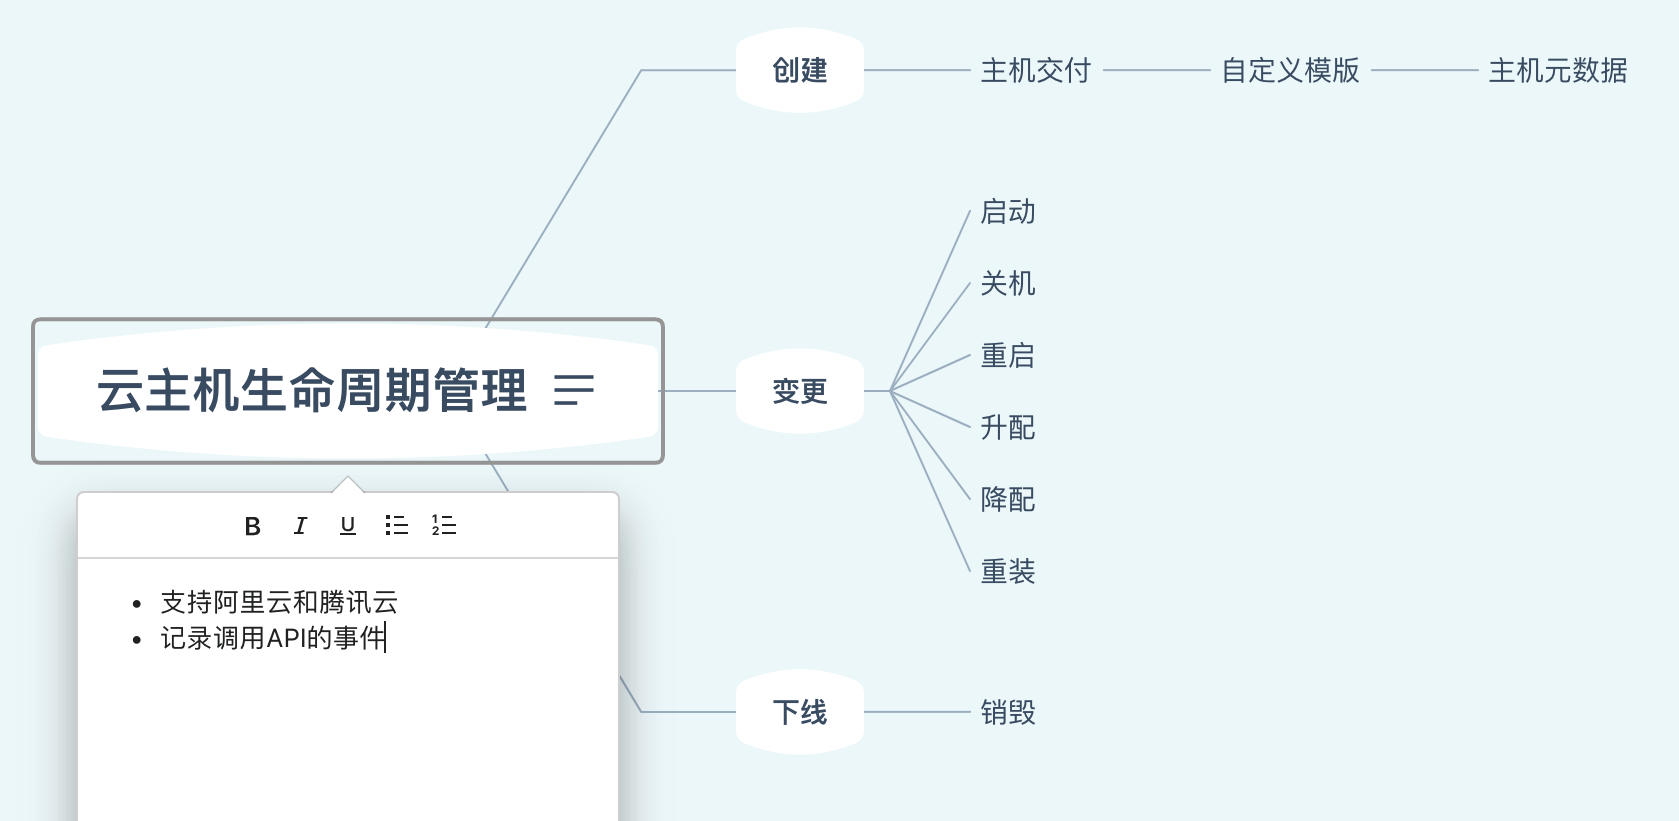 创建
主机交付
自定义模版
主机元数据
启动
关机
重启
云主机生命周期管理
变更
升配
降配
重装
B I U
支持阿里云和腾讯云
记录调用API的事件
下线
销毁